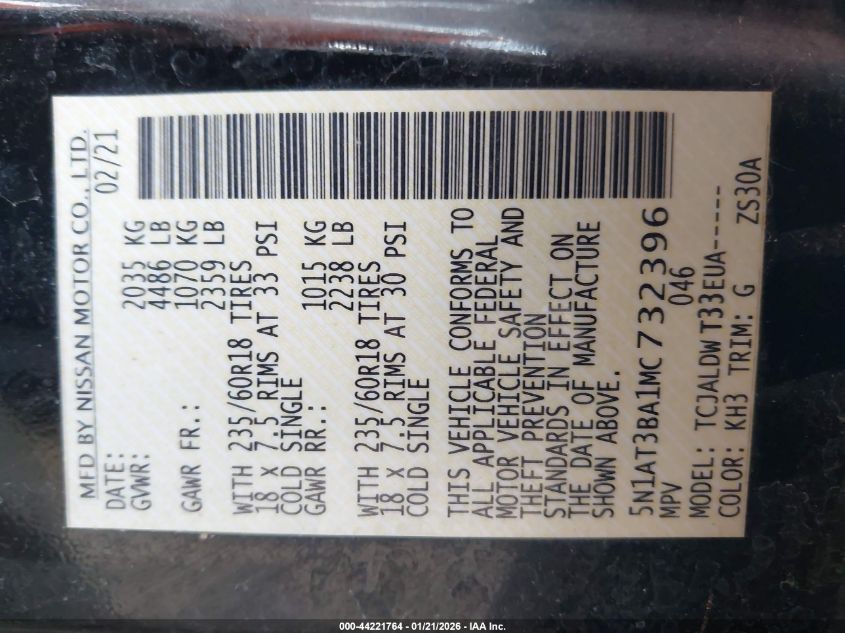 MFD BY NISSAN MOTOR CO., LTD.
DATE: 02/21
GVWR: 2035 KG
4486 LB
GAWR FR.: 1070 KG
2359 LB
WITH 235/60R18 TIRES
18 X 7.5 RIMS AT 33 PSI
COLD SINGLE
GAWR RR.: 1015 KG
2238 LB
WITH 235/60R18 TIRES
18 X 7.5 RIMS AT 30 PSI
COLD SINGLE
THIS VEHICLE CONFORMS TO
ALL APPLICABLE FEDERAL
MOTOR VEHICLE SAFETY AND
THEFT PREVENTION
STANDARDS IN EFFECT ON
THE DATE OF MANUFACTURE
SHOWN ABOVE.
5N1AT3BA1MC732396
MPV 046
MODEL: TCJALDW T33EUA-----
COLOR: KH3 TRIM: G ZS30A
000-44221764 - 01/21/2026 - IAA Inc.